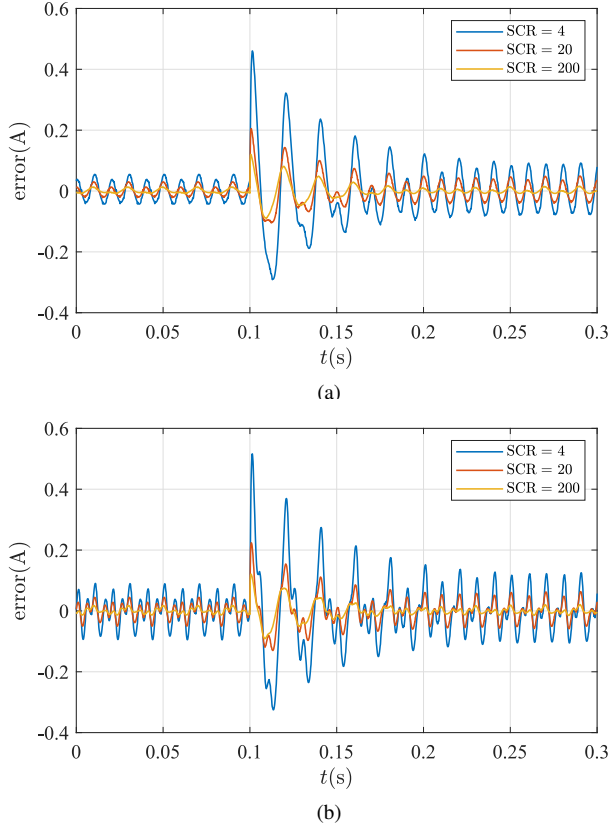 0.6
0.4
0.2
0
-0.2
-0.4
error(A)
SCR = 4
SCR = 20
SCR = 200
0 0.05 0.1 0.15 0.2 0.25 0.3
t(s)
(a)
0.6
0.4
0.2
0
-0.2
-0.4
error(A)
SCR = 4
SCR = 20
SCR = 200
0 0.05 0.1 0.15 0.2 0.25 0.3
t(s)
(b)